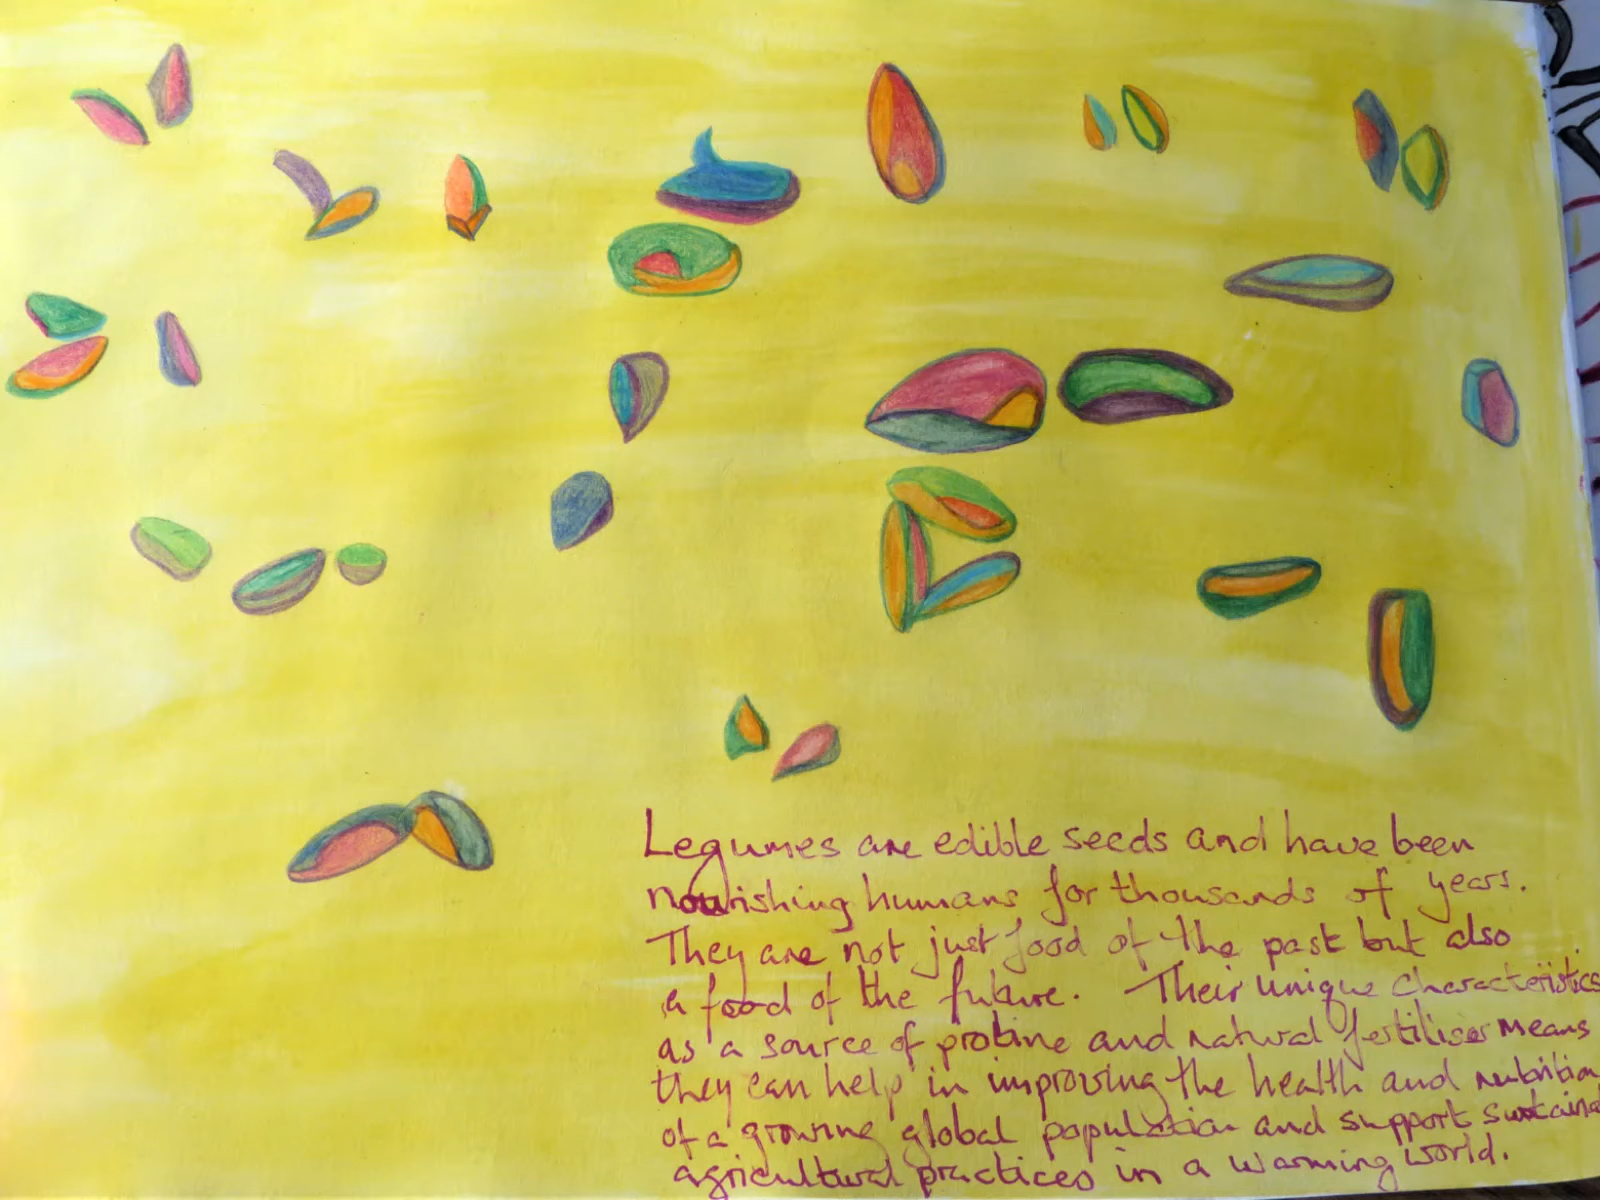 Legumes are edible seeds and have been
nourishing humans for thousands of years.
They are not just food of the past but also
a food of the future. Their unique characteristics
as a source of protine and natural fertiliser means
they can help in improving the health and nutrition
of a growing global population and support sustaina
agricultural practices in a warming world.